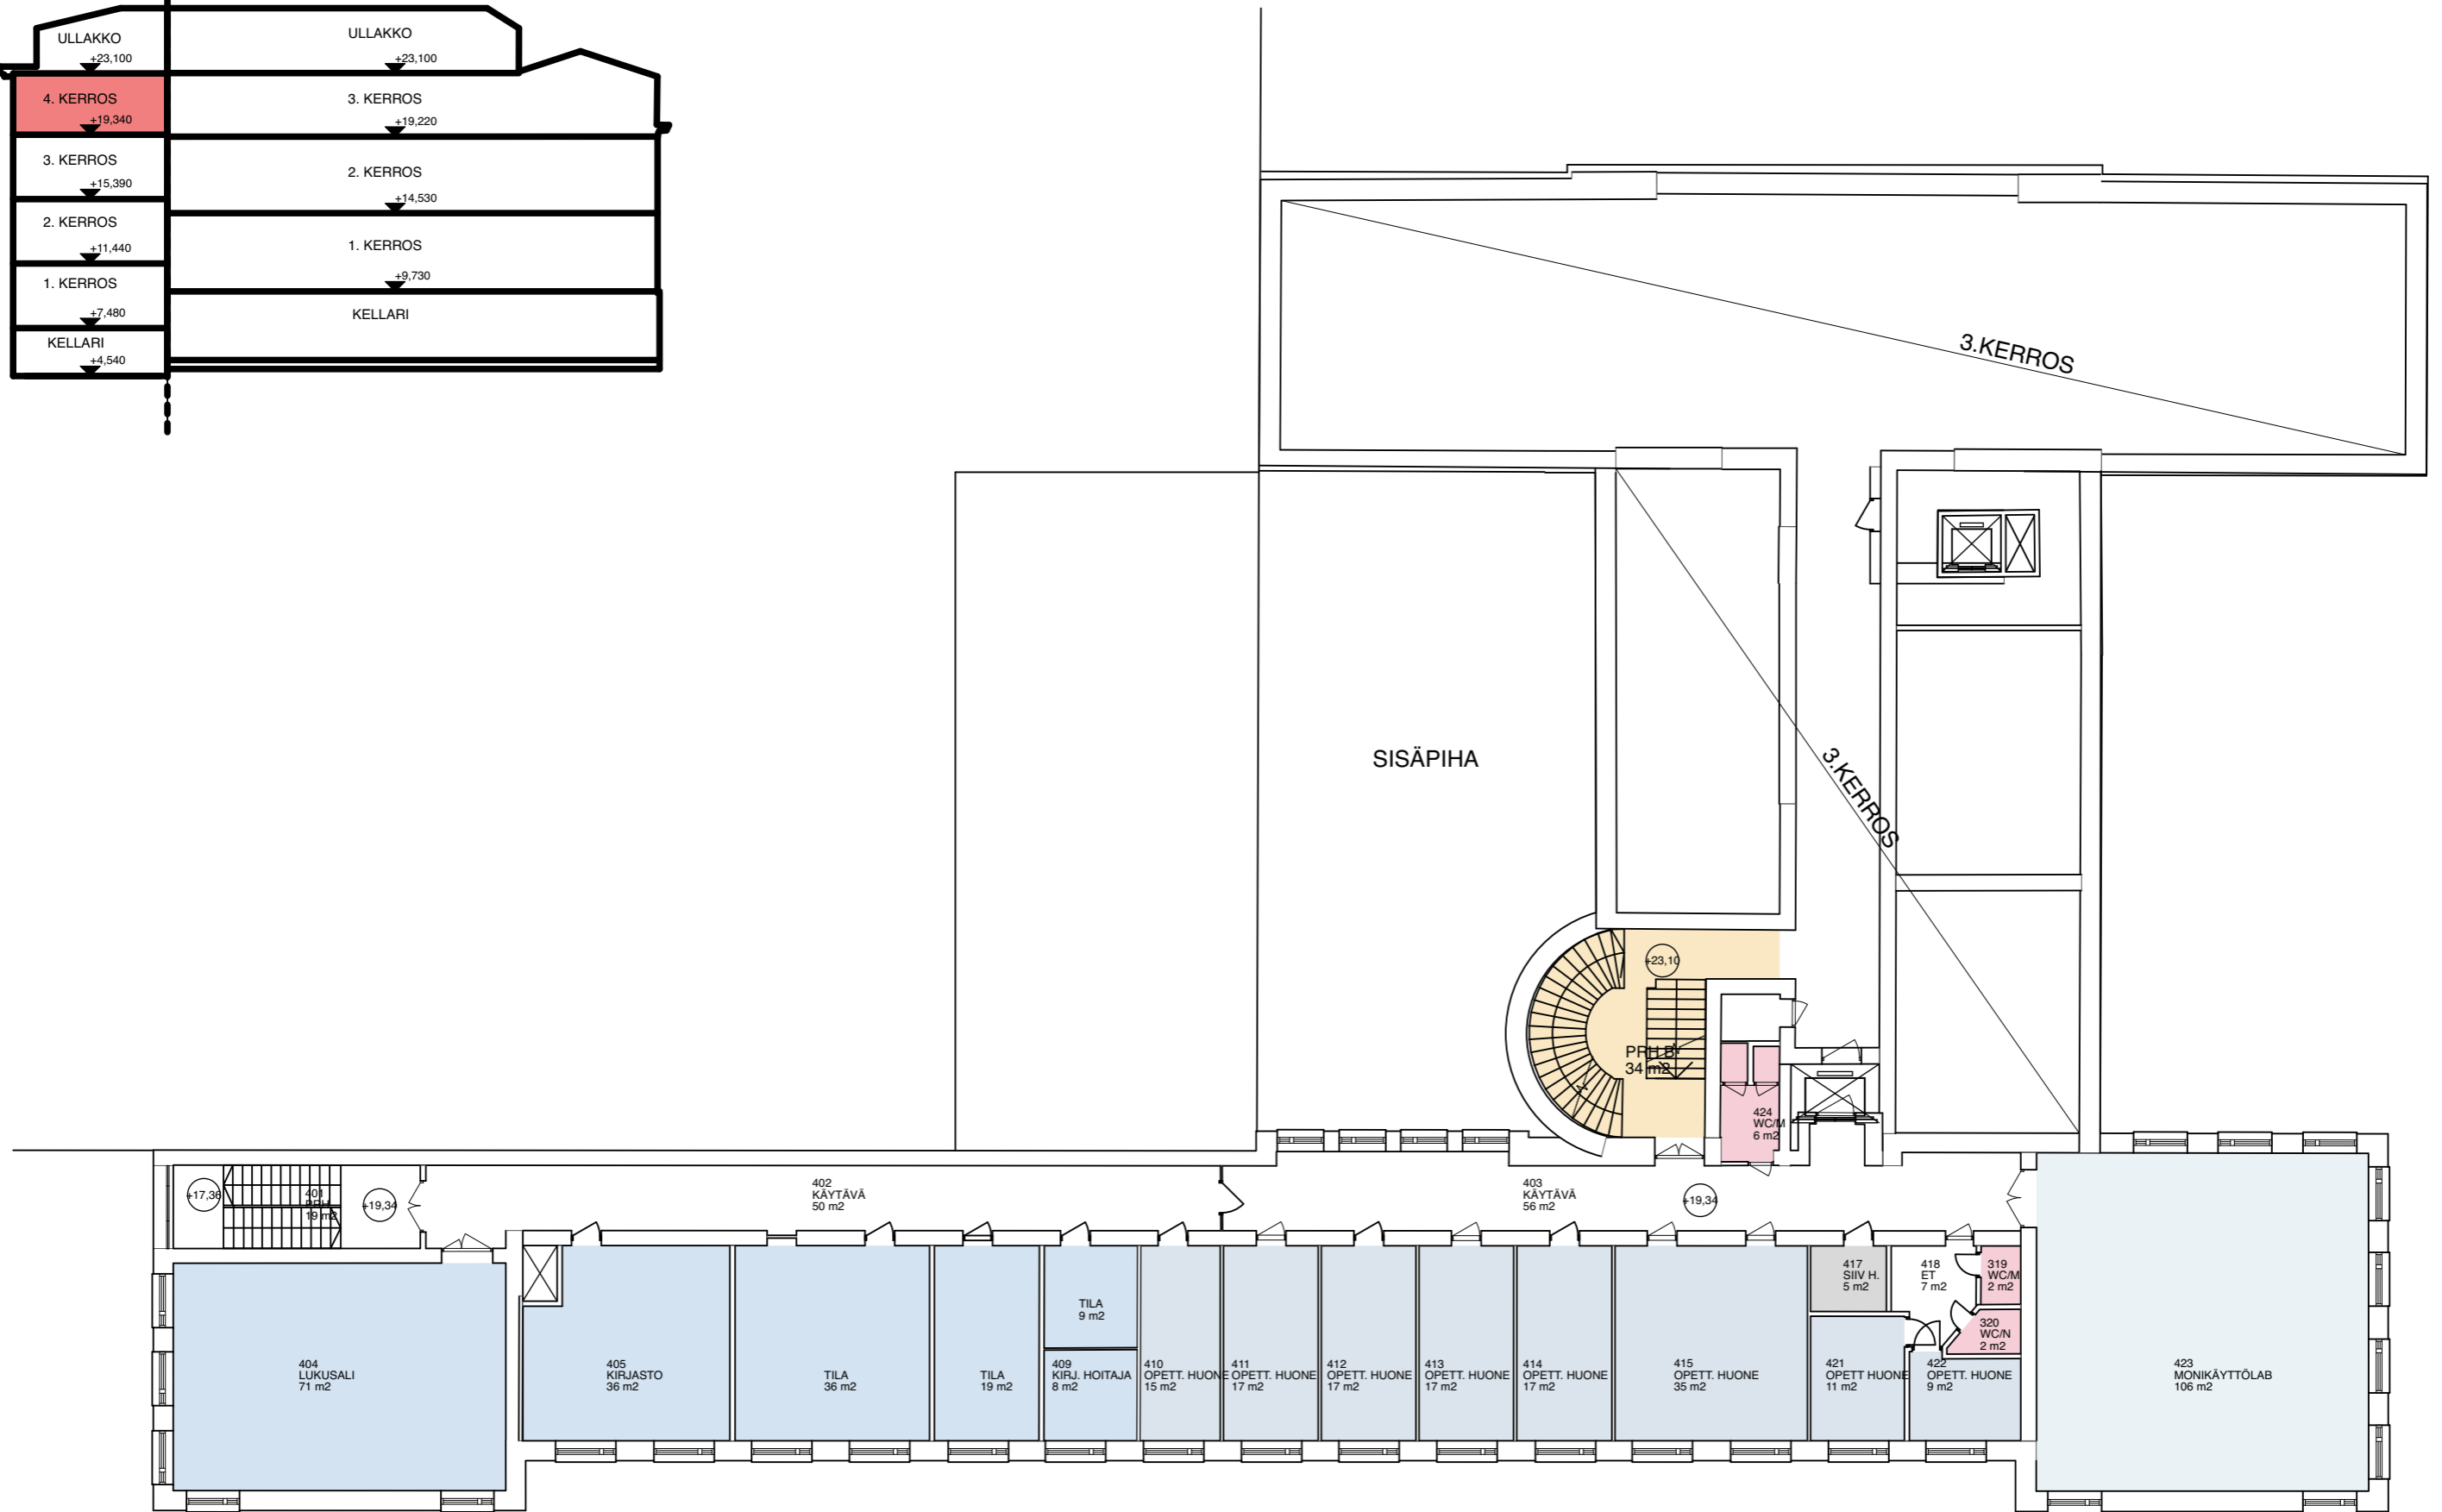 ULLAKKO
+23,100
ULLAKKO
+23,100
4. KERROS
+19,340
3. KERROS
+19,220
3. KERROS
+15,390
2. KERROS
+14,530
2. KERROS
+11,440
1. KERROS
+9,730
1. KERROS
+7,480
KELLARI
KELLARI
+4,540
3.KERROS
SISÄPIHA
3.KERROS
+23,10
PRH B
34 m2
424
WC/M
6 m2
+17,36
401
PRH
19 m2
+19,34
402
KÄYTÄVÄ
50 m2
403
KÄYTÄVÄ
56 m2
+19,34
404
LUKUSALI
71 m2
405
KIRJASTO
36 m2
TILA
36 m2
TILA
19 m2
TILA
9 m2
409
KIRJ. HOITAJA
8 m2
410
OPETT. HUONE
15 m2
411
OPETT. HUONE
17 m2
412
OPETT. HUONE
17 m2
413
OPETT. HUONE
17 m2
414
OPETT. HUONE
17 m2
415
OPETT. HUONE
35 m2
417
SIIV H.
5 m2
418
ET
7 m2
319
WC/M
2 m2
320
WC/N
2 m2
421
OPETT HUONE
11 m2
422
OPETT. HUONE
9 m2
423
MONIKÄYTTÖLAB
106 m2